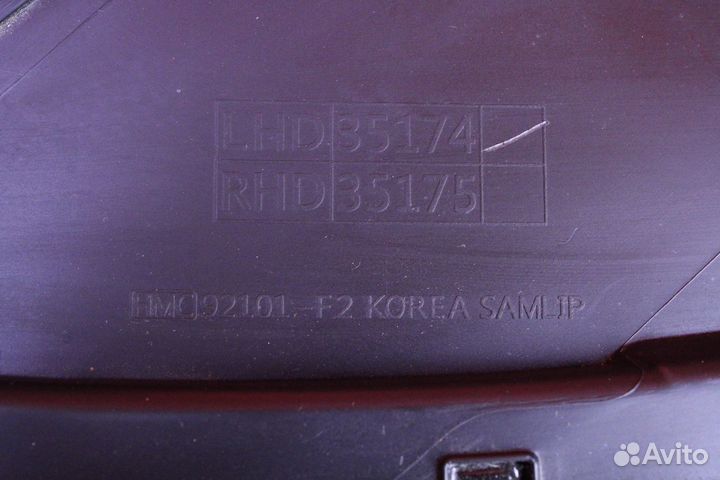 LHD 35174
RHD 35175
HMC 92101-F2 KOREA SAMLIP
Avito